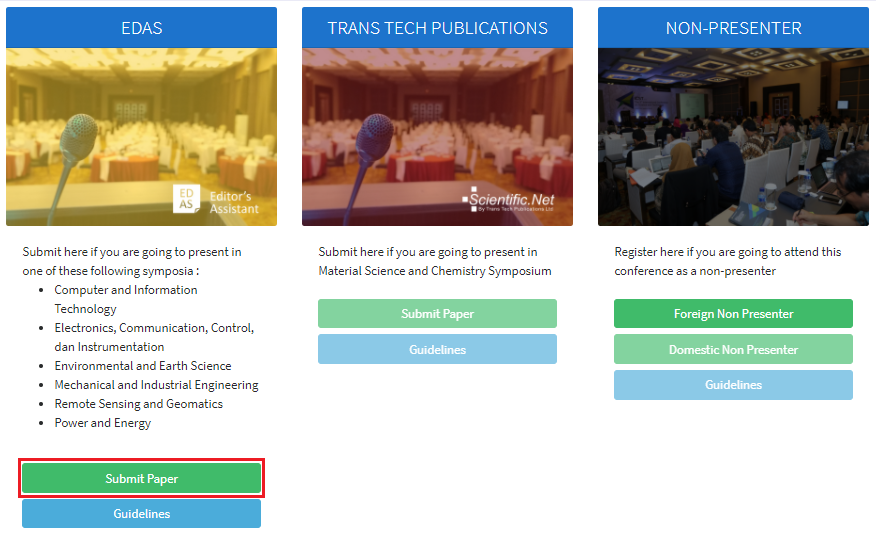 EDAS
ED
AS
Editor's
Assistant
Submit here if you are going to present in
one of these following symposia :
• Computer and Information
Technology
• Electronics, Communication, Control,
dan Instrumentation
• Environmental and Earth Science
• Mechanical and Industrial Engineering
• Remote Sensing and Geomatics
• Power and Energy
Submit Paper
Guidelines
TRANS TECH PUBLICATIONS
Scientific.Net
By Trans Tech Publications Ltd
Submit here if you are going to present in
Material Science and Chemistry Symposium
Submit Paper
Guidelines
NON-PRESENTER
Register here if you are going to attend this
conference as a non-presenter
Foreign Non Presenter
Domestic Non Presenter
Guidelines